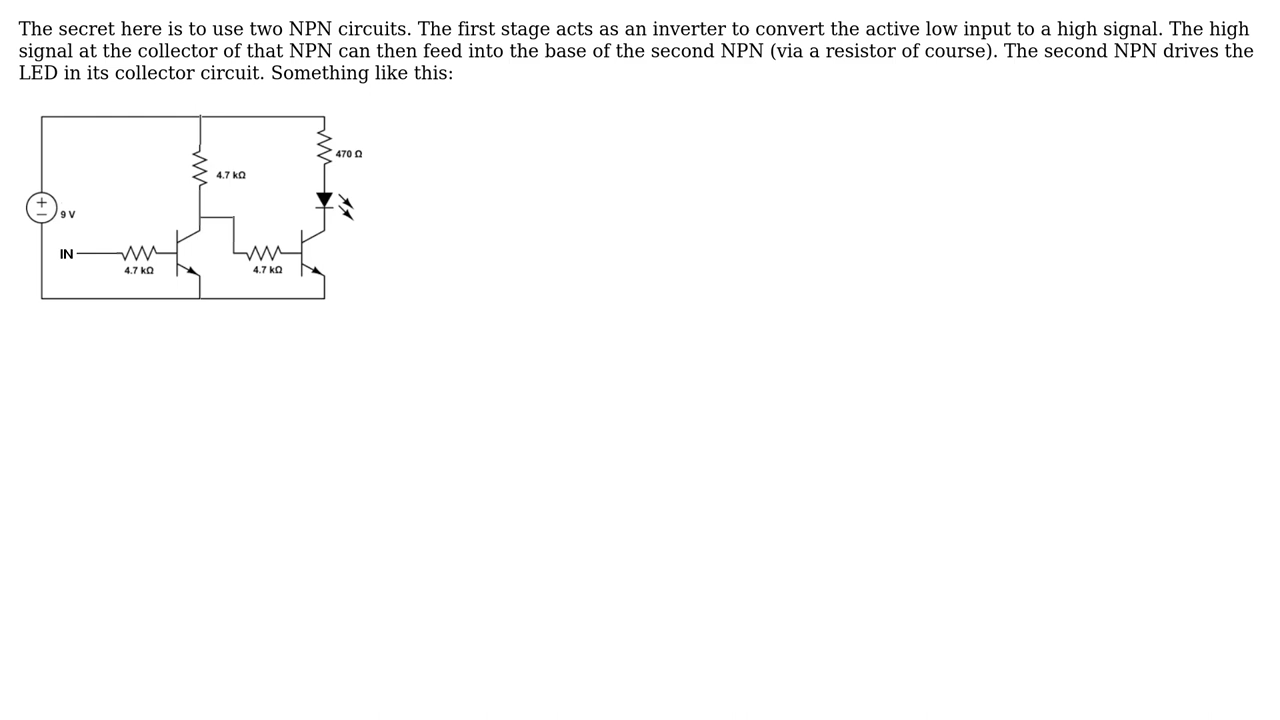 The secret here is to use two NPN circuits. The first stage acts as an inverter to convert the active low input to a high signal. The high
signal at the collector of that NPN can then feed into the base of the second NPN (via a resistor of course). The second NPN drives the
LED in its collector circuit. Something like this:
470 Ω
4.7 kΩ
+
−
9 V
IN
4.7 kΩ
4.7 kΩ